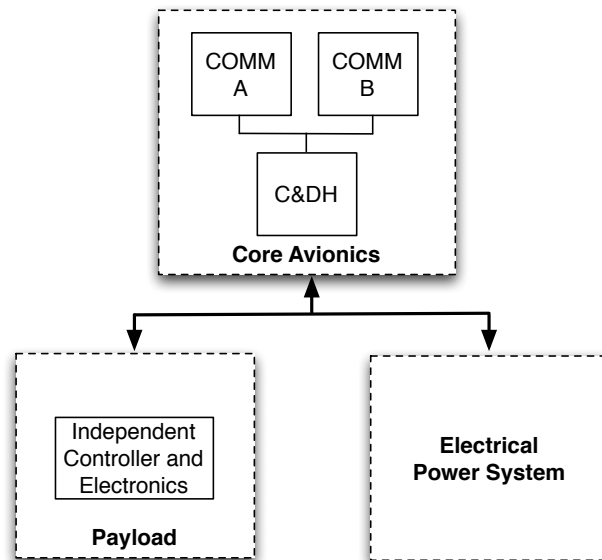 COMM
A
COMM
B
C&DH
Core Avionics
Independent
Controller and
Electronics
Payload
Electrical
Power System